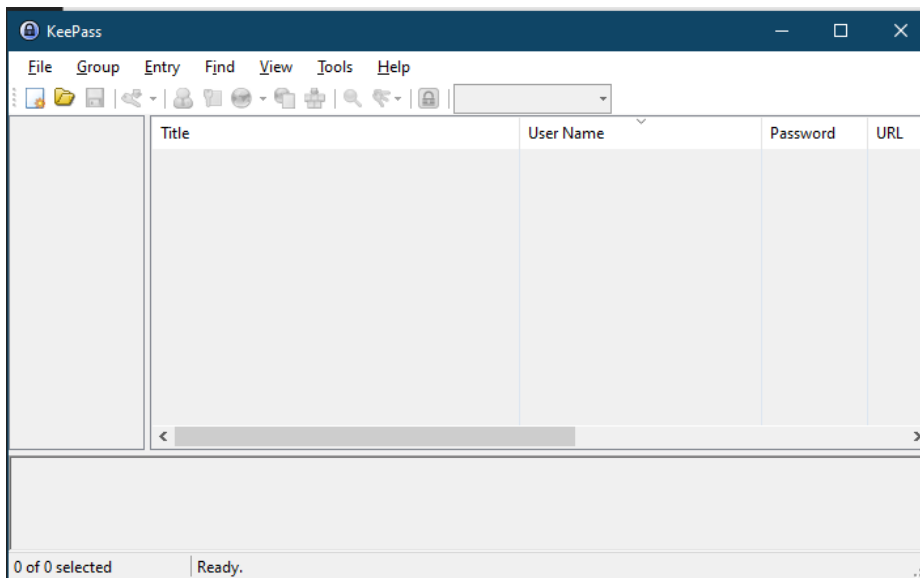 KeePass
File Group Entry Find View Tools Help
Title User Name Password URL
0 of 0 selected Ready.